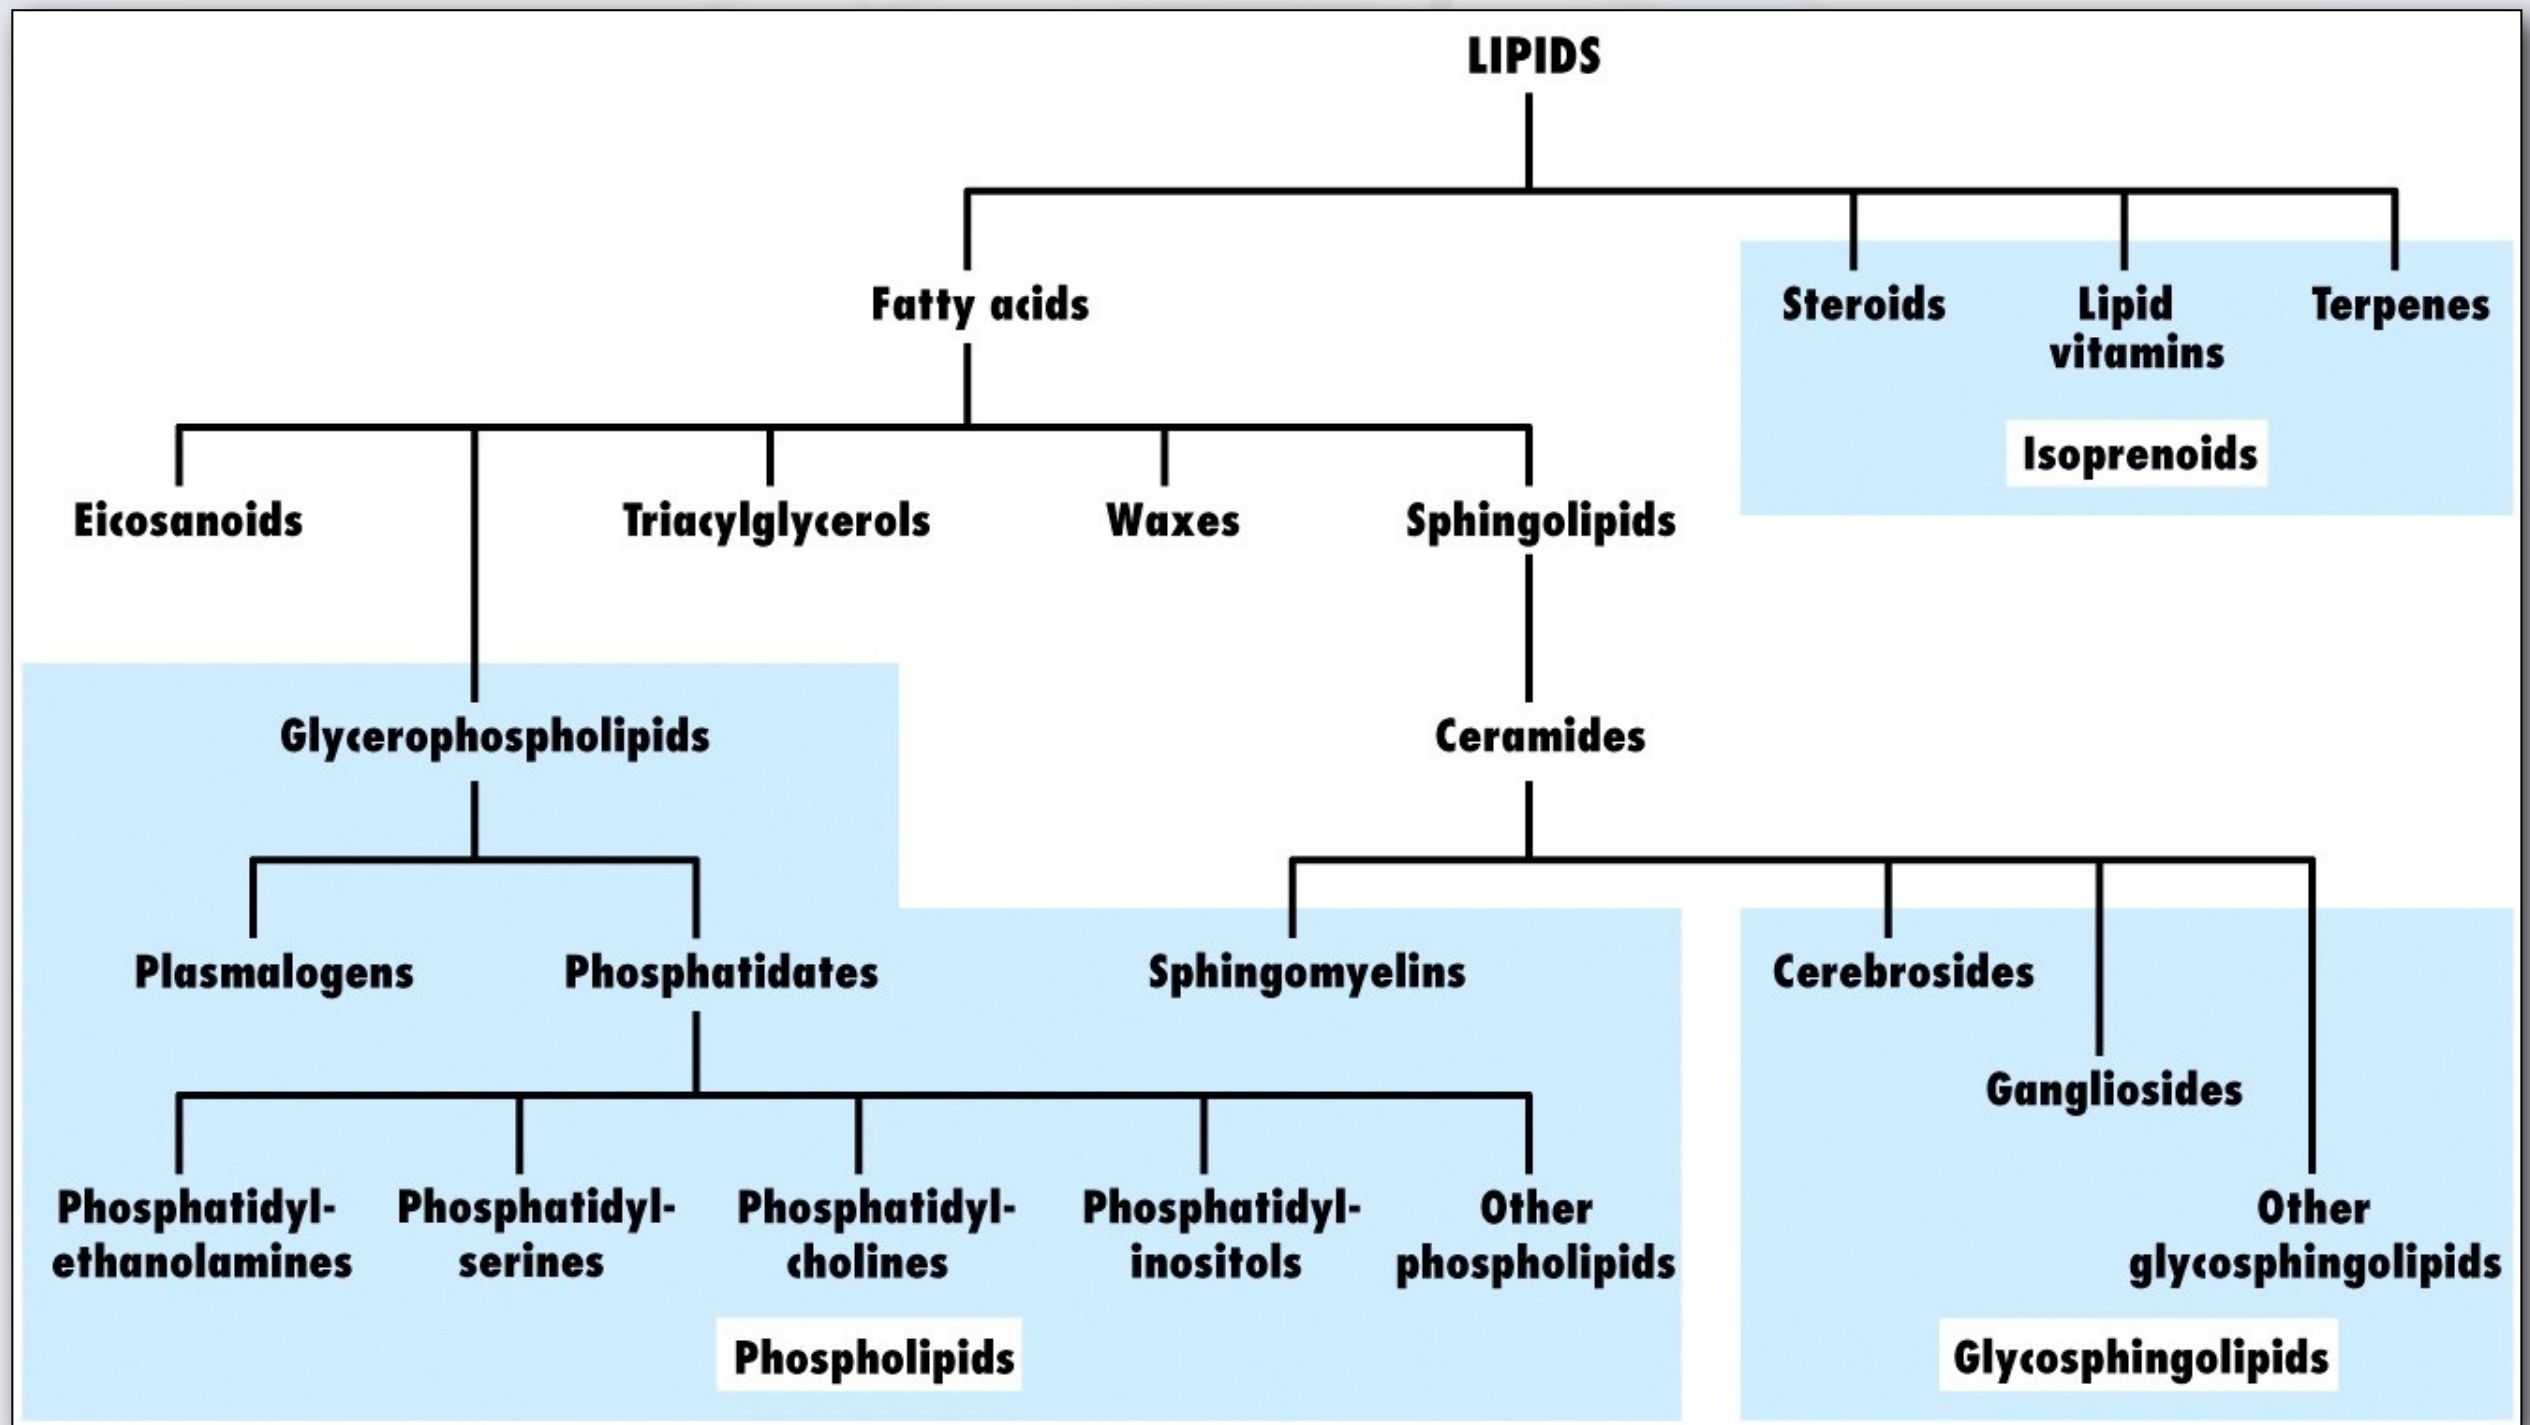 LIPIDS
Fatty acids
Steroids
Lipid
vitamins
Terpenes
Isoprenoids
Eicosanoids
Triacylglycerols
Waxes
Sphingolipids
Glycerophospholipids
Ceramides
Plasmalogens
Phosphatidates
Sphingomyelins
Cerebrosides
Gangliosides
Phosphatidyl-
ethanolamines
Phosphatidyl-
serines
Phosphatidyl-
cholines
Phosphatidyl-
inositols
Other
phospholipids
Other
glycosphingolipids
Phospholipids
Glycosphingolipids